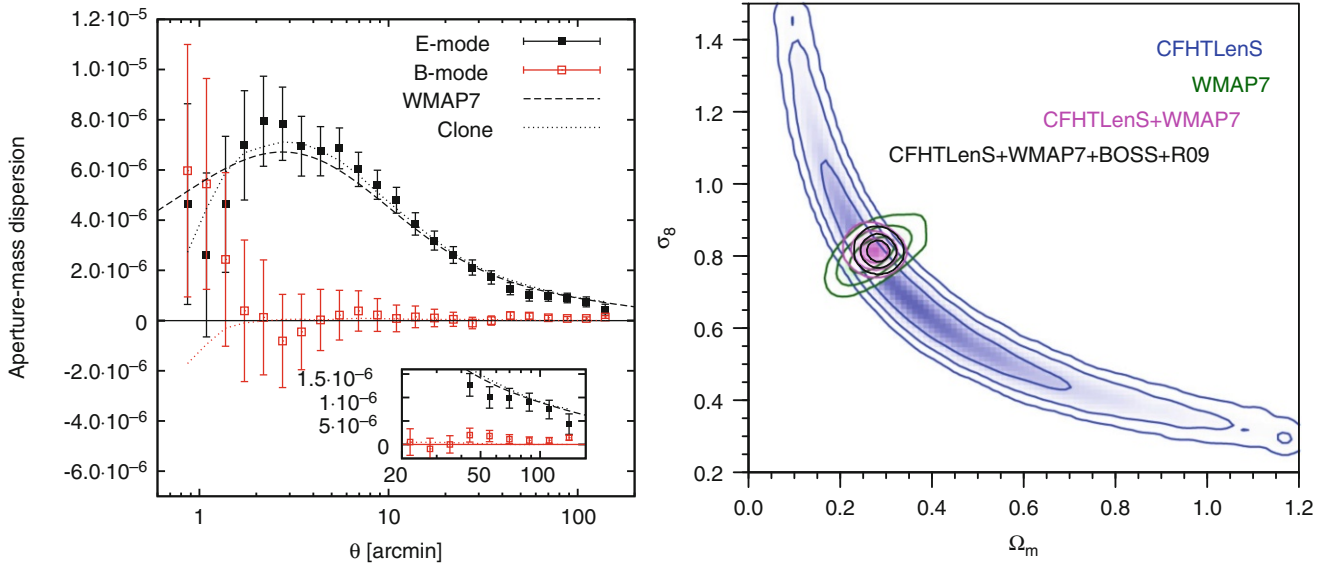 1.2·10⁻⁵
1.0·10⁻⁵
8.0·10⁻⁶
6.0·10⁻⁶
4.0·10⁻⁶
2.0·10⁻⁶
0
-2.0·10⁻⁶
-4.0·10⁻⁶
-6.0·10⁻⁶
Aperture-mass dispersion
E-mode
B-mode
WMAP7
Clone
1.5·10⁻⁶
1·10⁻⁶
5·10⁻⁶
0
20 50 100
1 10 100
θ [arcmin]
1.4
1.2
1.0
0.8
0.6
0.4
0.2
σ₈
CFHTLenS
WMAP7
CFHTLenS+WMAP7
CFHTLenS+WMAP7+BOSS+R09
0.0 0.2 0.4 0.6 0.8 1.0 1.2
Ωₘ